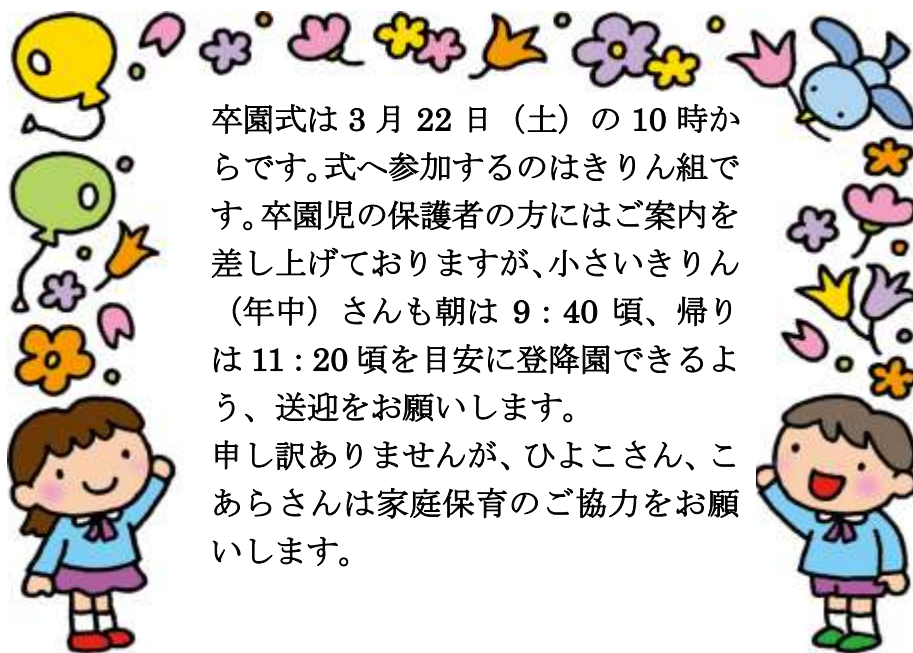 卒園式は 3 月 22 日（土）の 10 時か
らです。式へ参加するのはきりん組で
す。卒園児の保護者の方にはご案内を
差し上げておりますが、小さいきりん
（年中）さんも朝は 9：40 頃、帰り
は 11：20 頃を目安に登降園できるよ
う、送迎をお願いします。
申し訳ありませんが、ひよこさん、こ
あらさんは家庭保育のご協力をお願
いします。